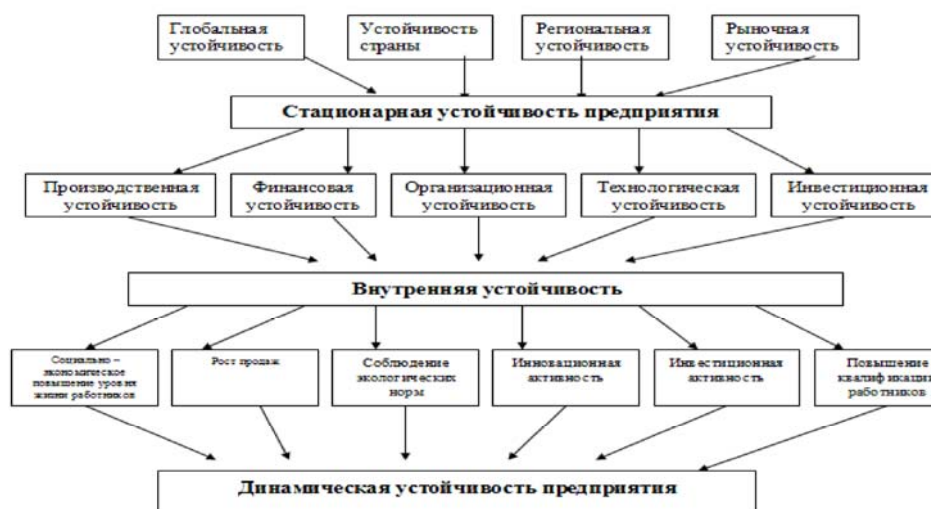 Глобальная
устойчивость
Устойчивость
страны
Региональная
устойчивость
Рыночная
устойчивость
Стационарная устойчивость предприятия
Производственная
устойчивость
Финансовая
устойчивость
Организационная
устойчивость
Технологическая
устойчивость
Инвестиционная
устойчивость
Внутренняя устойчивость
Социально –
экономическое
повышение уровня
жизни работников
Рост продаж
Соблюдение
экологических
норм
Инновационная
активность
Инвестиционная
активность
Повышение
квалификации
работников
Динамическая устойчивость предприятия